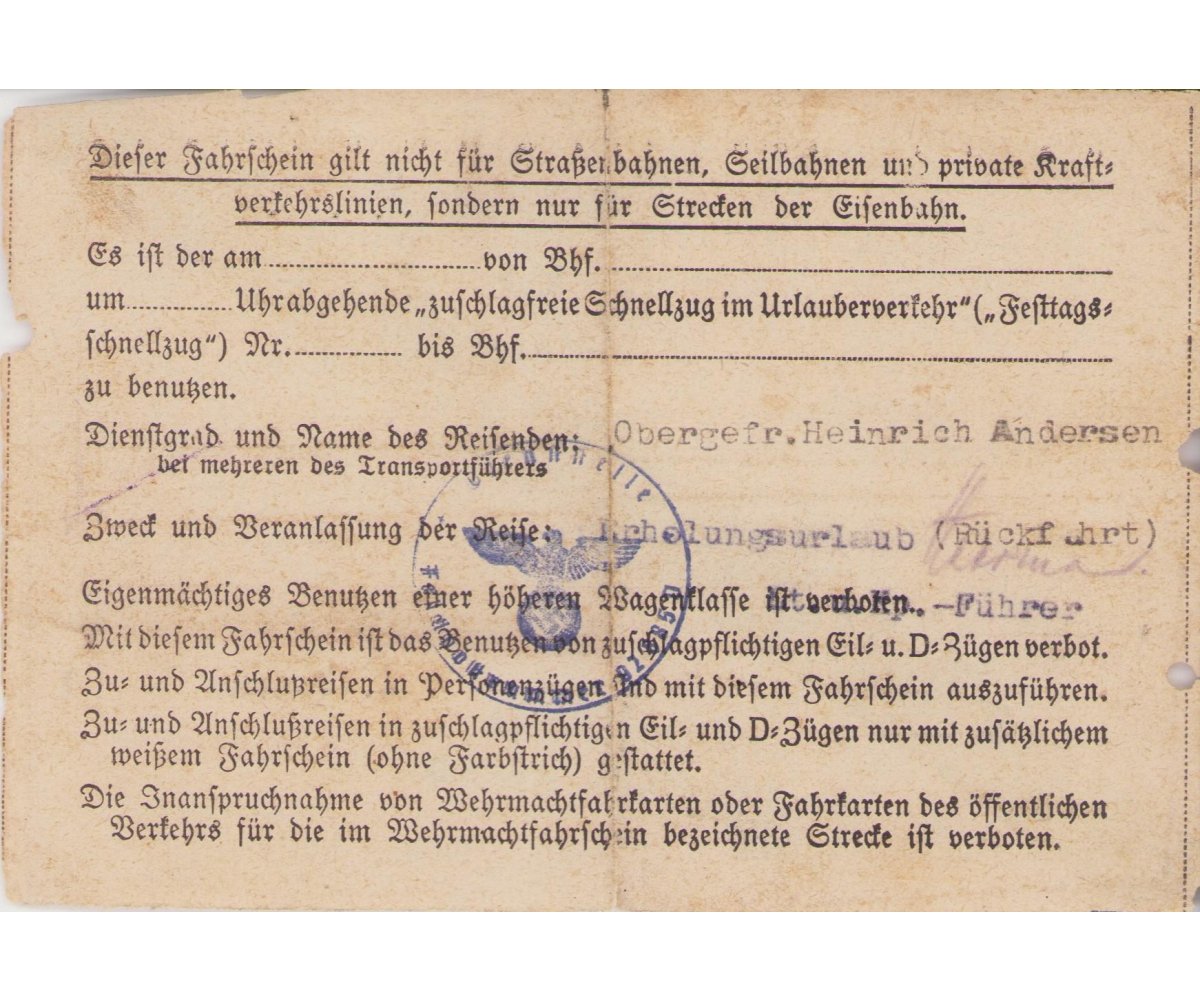 Dieser Fahrschein gilt nicht für Straßenbahnen, Seilbahnen und private Kraft-
verkehrslinien, sondern nur für Strecken der Eisenbahn.
Es ist der am von Bhf.
um Uhr abgehende „zuschlagfreie Schnellzug im Urlauberverkehr“ („Festtags-
schnellzug“) Nr. bis Bhf.
zu benutzen.
Dienstgrad und Name des Reisenden: Obergefr. Heinrich Andersen
bei mehreren des Transportführers
Zweck und Veranlassung der Reise: Erholungsurlaub (Rückfahrt)
Eigenmächtiges Benutzen einer höheren Wagenklasse ist verboten.
-Führer
Mit diesem Fahrschein ist das Benutzen von zuschlagpflichtigen Eil- u. D-Zügen verbot.
Zu- und Anschlußreisen in Personenzügen sind mit diesem Fahrschein auszuführen.
Zu- und Anschlußreisen in zuschlagpflichtigen Eil- und D-Zügen nur mit zusätzlichem
weißem Fahrschein (ohne Farbstrich) gestattet.
Die Inanspruchnahme von Wehrmachtfahrkarten oder Fahrkarten des öffentlichen
Verkehrs für die im Wehrmachtfahrschein bezeichnete Strecke ist verboten.